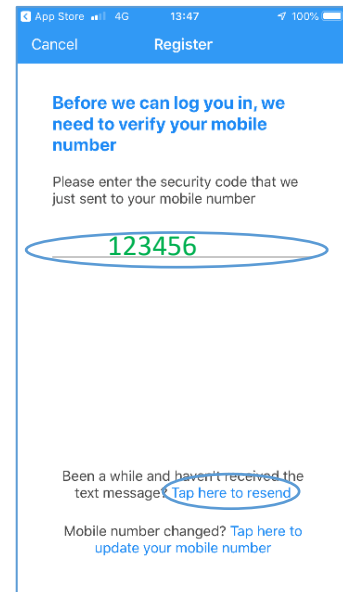 App Store 4G 13:47 100%
Cancel Register
Before we can log you in, we
need to verify your mobile
number
Please enter the security code that we
just sent to your mobile number
123456
Been a while and haven't received the
text message? Tap here to resend
Mobile number changed? Tap here to
update your mobile number